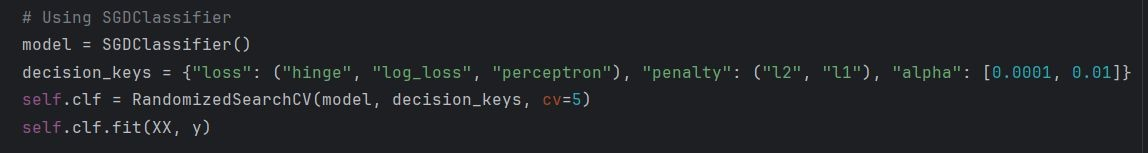 # Using SGDClassifier
model = SGDClassifier()
decision_keys = {"loss": ("hinge", "log_loss", "perceptron"), "penalty": ("l2", "l1"), "alpha": [0.0001, 0.01]}
self.clf = RandomizedSearchCV(model, decision_keys, cv=5)
self.clf.fit(XX, y)